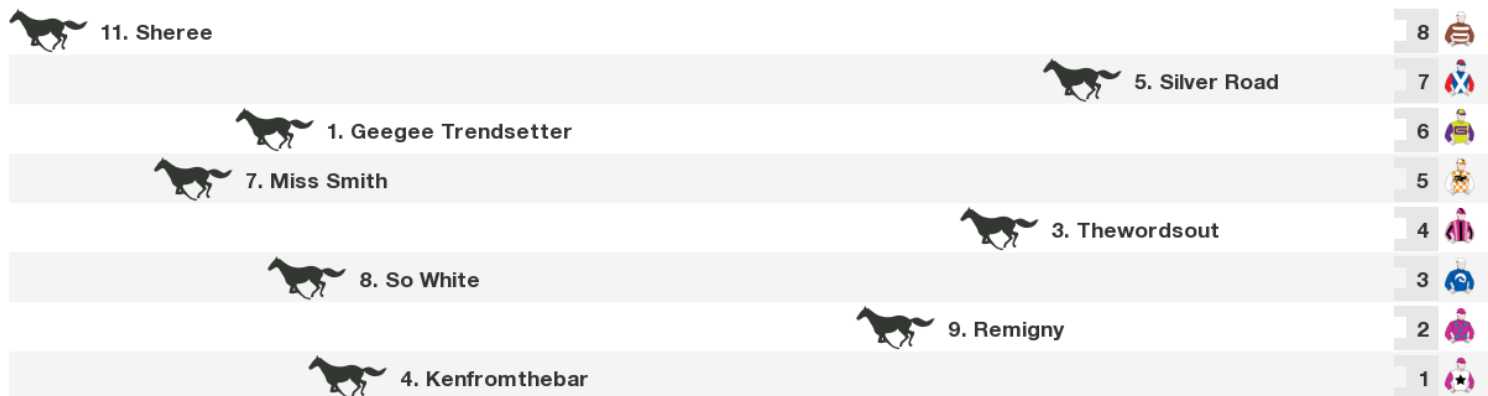 11. Sheree 8
5. Silver Road 7
1. Geegee Trendsetter 6
7. Miss Smith 5
3. Thewordsout 4
8. So White 3
9. Remigny 2
4. Kenfromthebar 1